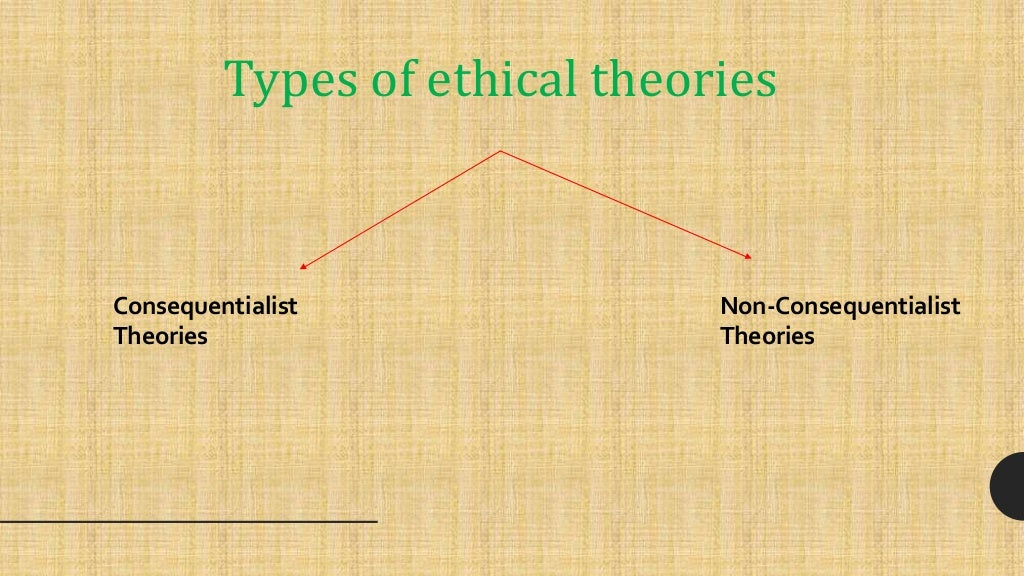 Types of ethical theories
Consequentialist
Theories
Non-Consequentialist
Theories